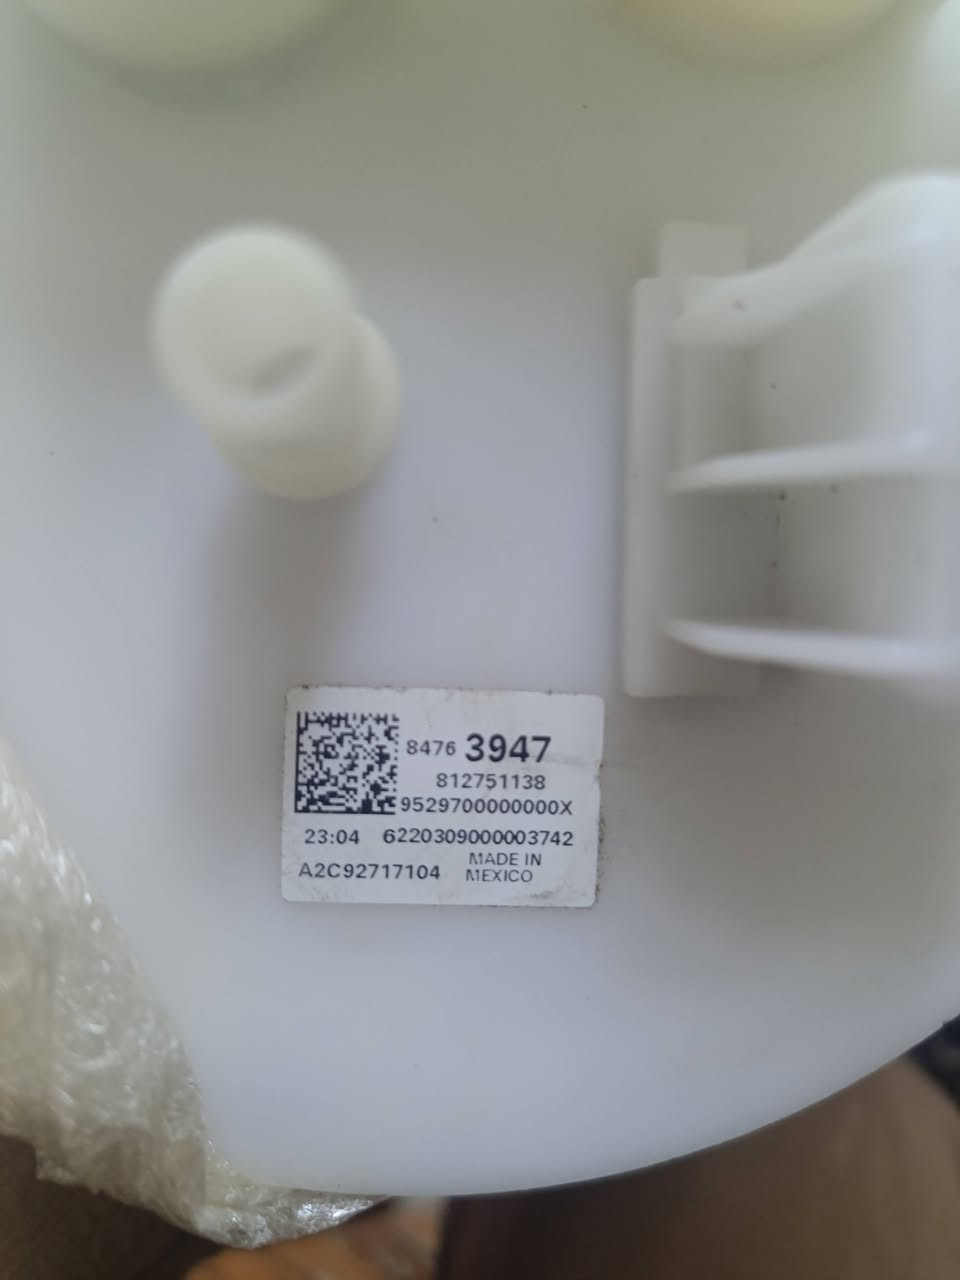 8476 3947
812751138
9529700000000X
23:04 6220309000003742
A2C92717104 MADE IN
MEXICO